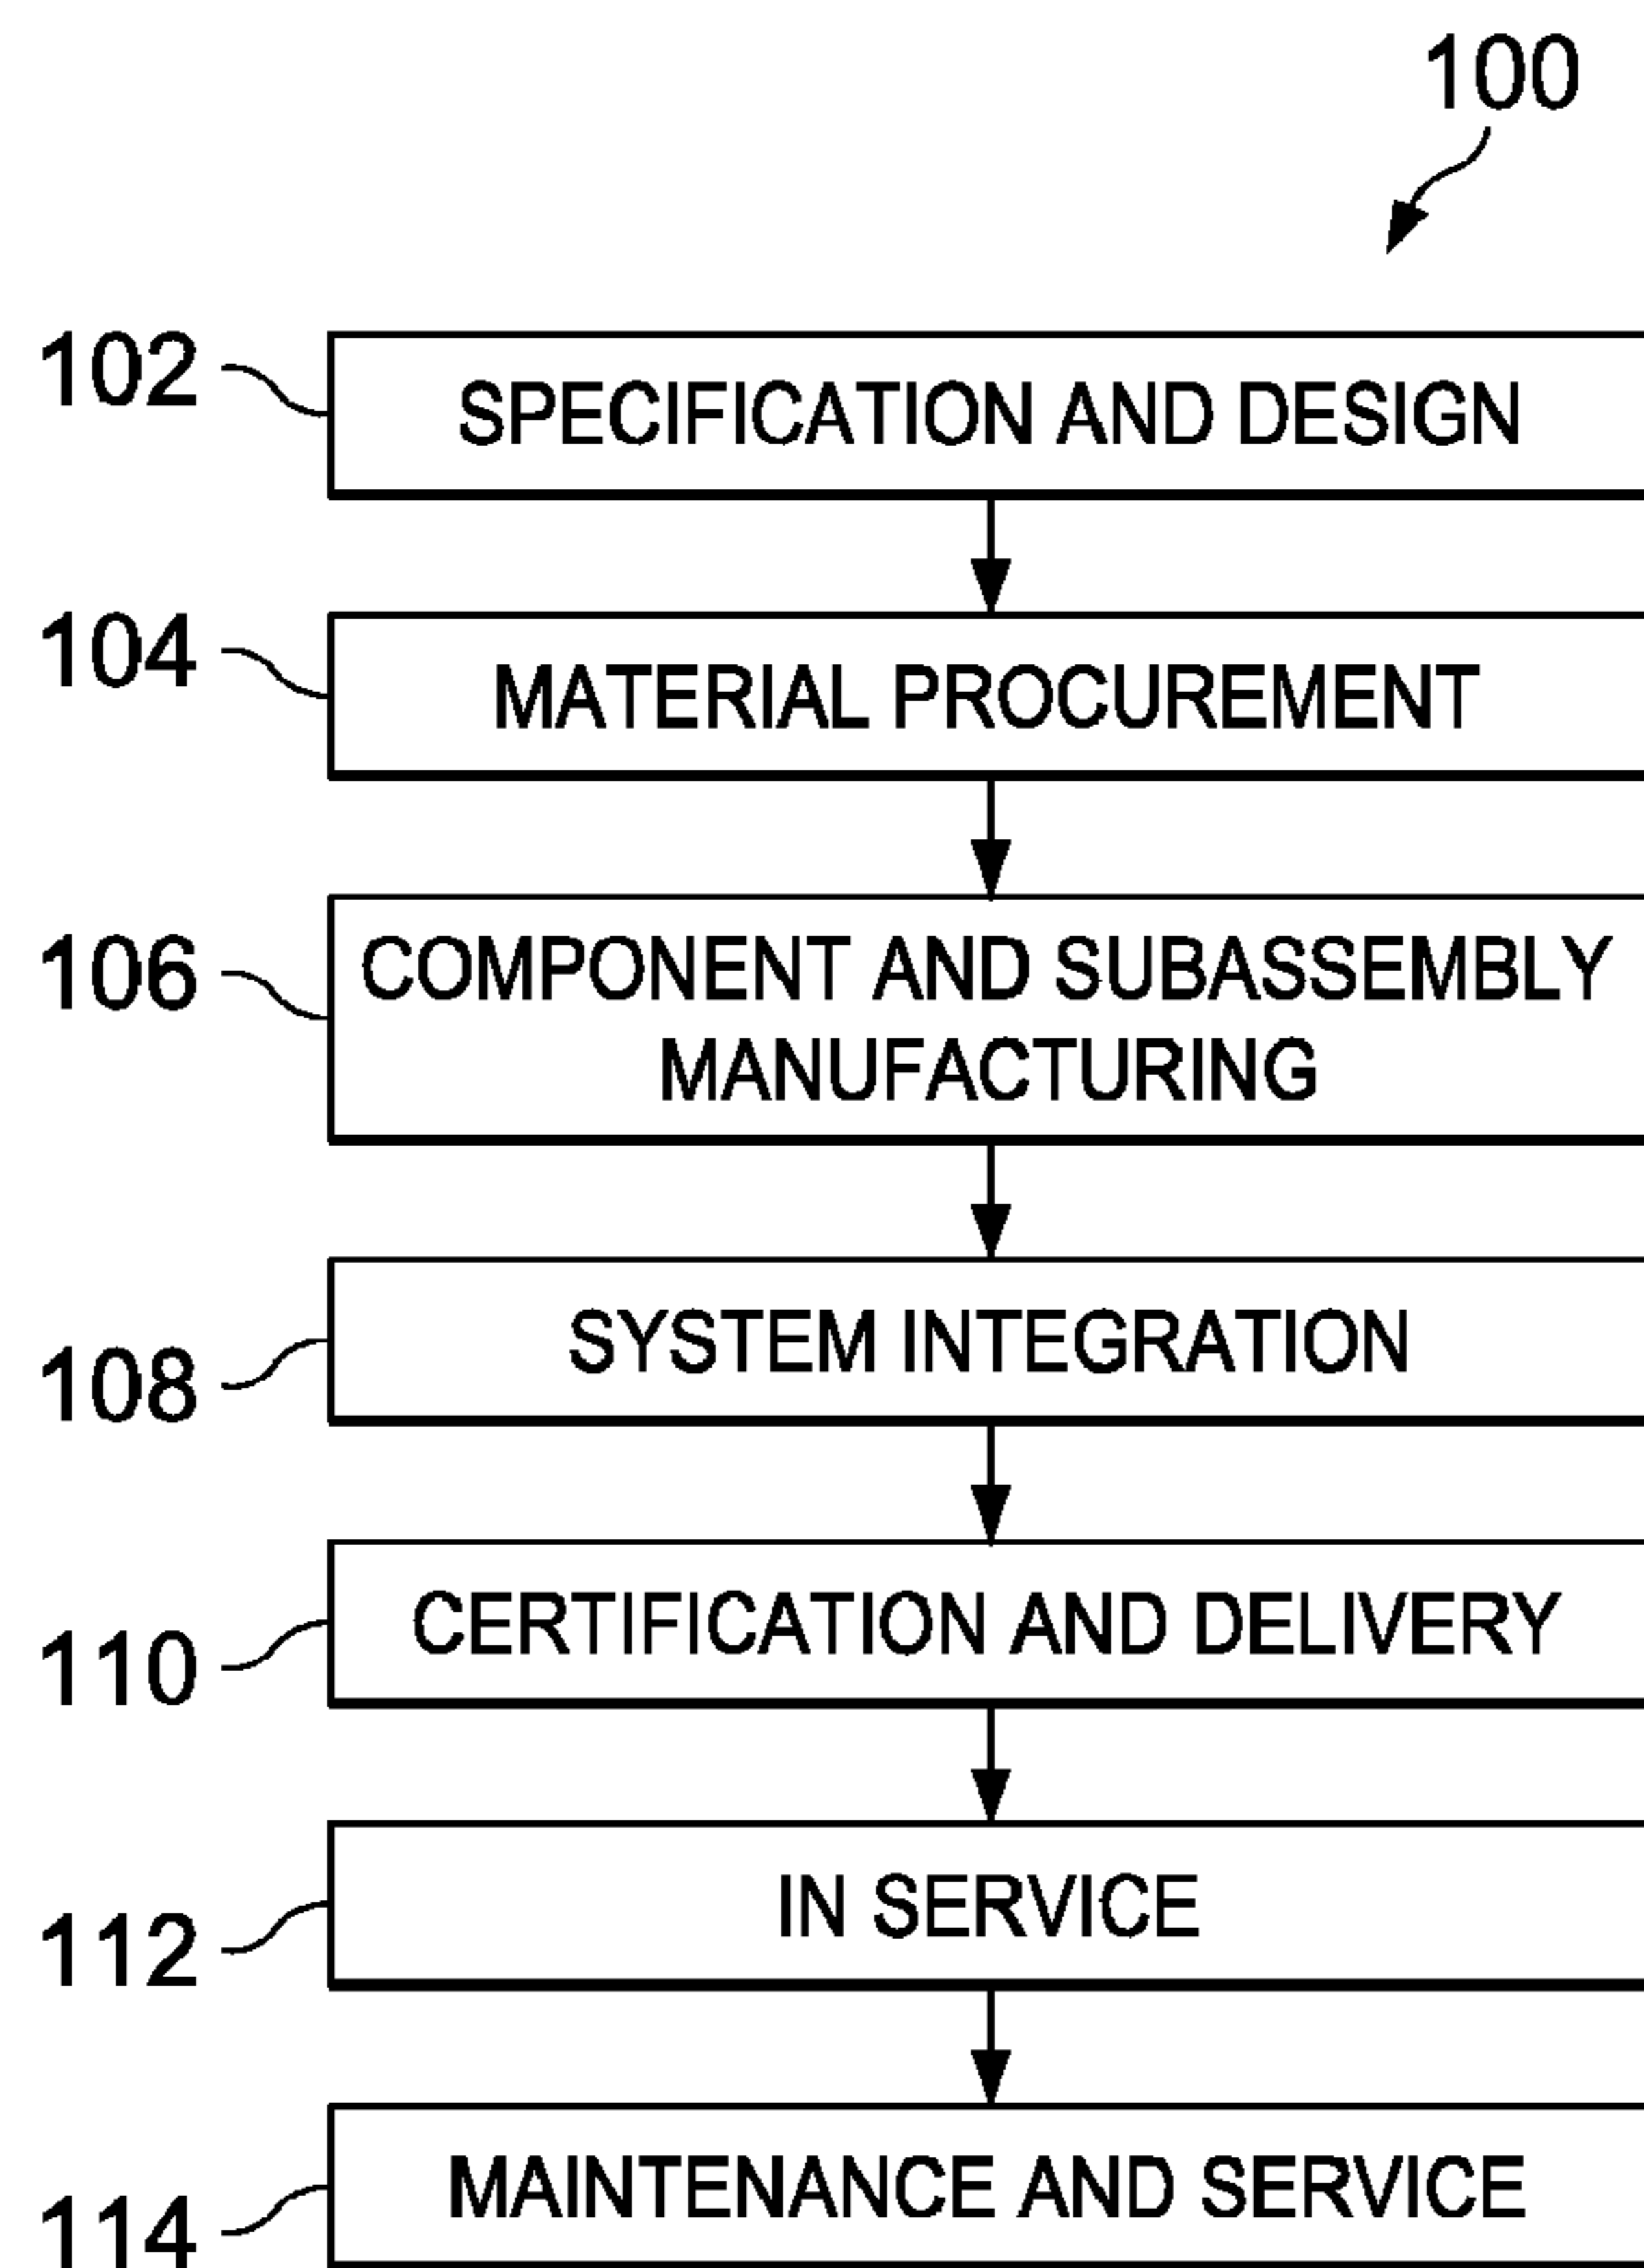 100
102
SPECIFICATION AND DESIGN
104
MATERIAL PROCUREMENT
106
COMPONENT AND SUBASSEMBLY
MANUFACTURING
108
SYSTEM INTEGRATION
110
CERTIFICATION AND DELIVERY
112
IN SERVICE
114
MAINTENANCE AND SERVICE